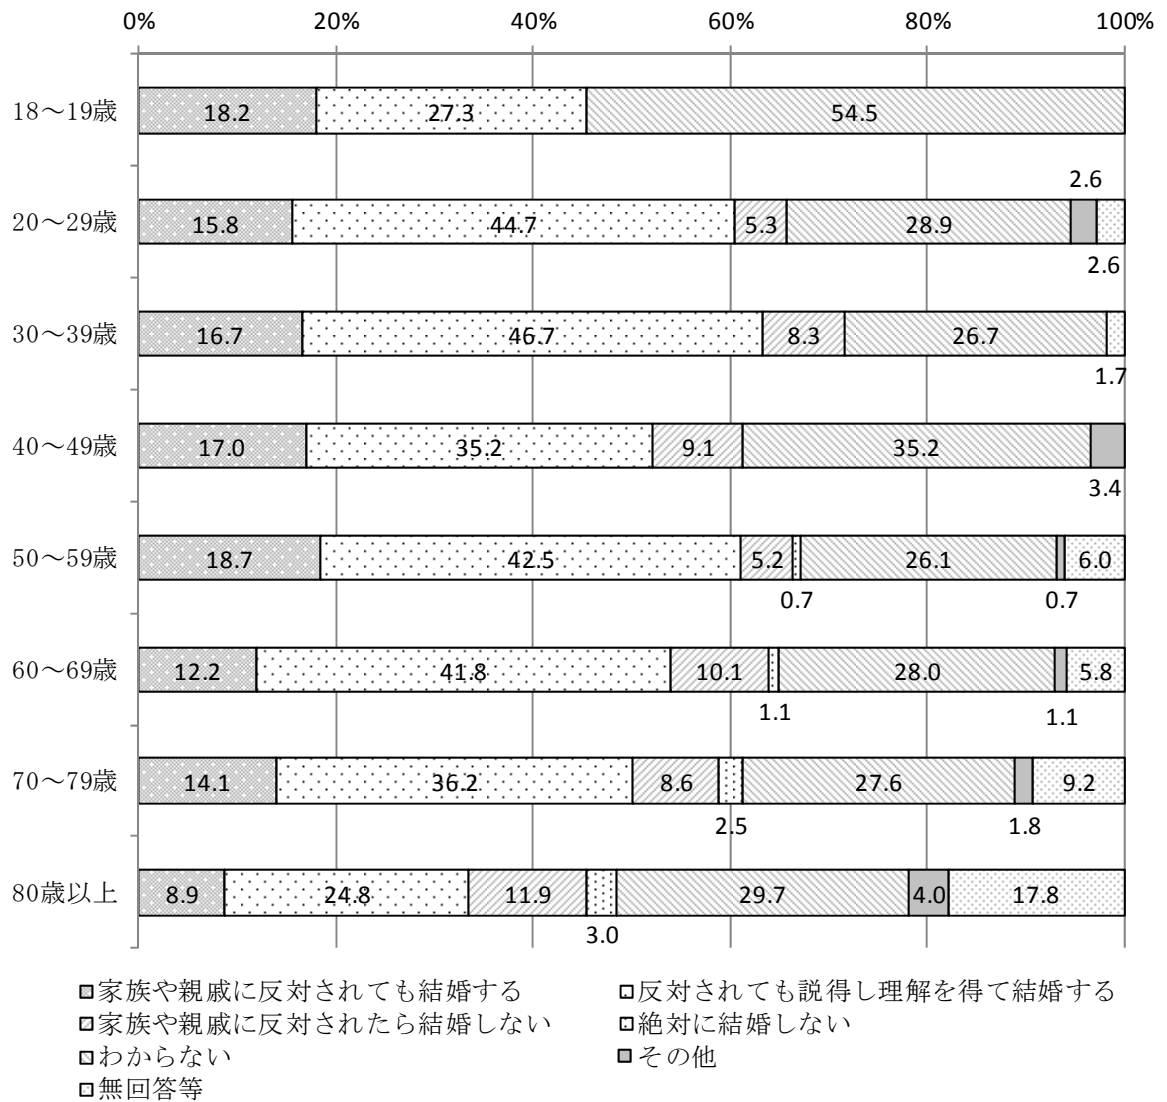 0% 20% 40% 60% 80% 100%
18～19歳 18.2 27.3 54.5
2.6
20～29歳 15.8 44.7 5.3 28.9
2.6
30～39歳 16.7 46.7 8.3 26.7
1.7
40～49歳 17.0 35.2 9.1 35.2
3.4
50～59歳 18.7 42.5 5.2 26.1 6.0
0.7 0.7
60～69歳 12.2 41.8 10.1 28.0 5.8
1.1 1.1
70～79歳 14.1 36.2 8.6 27.6 9.2
2.5 1.8
80歳以上 8.9 24.8 11.9 29.7 4.0 17.8
3.0
家族や親戚に反対されても結婚する 反対されても説得し理解を得て結婚する
家族や親戚に反対されたら結婚しない 絶対に結婚しない
わからない その他
無回答等